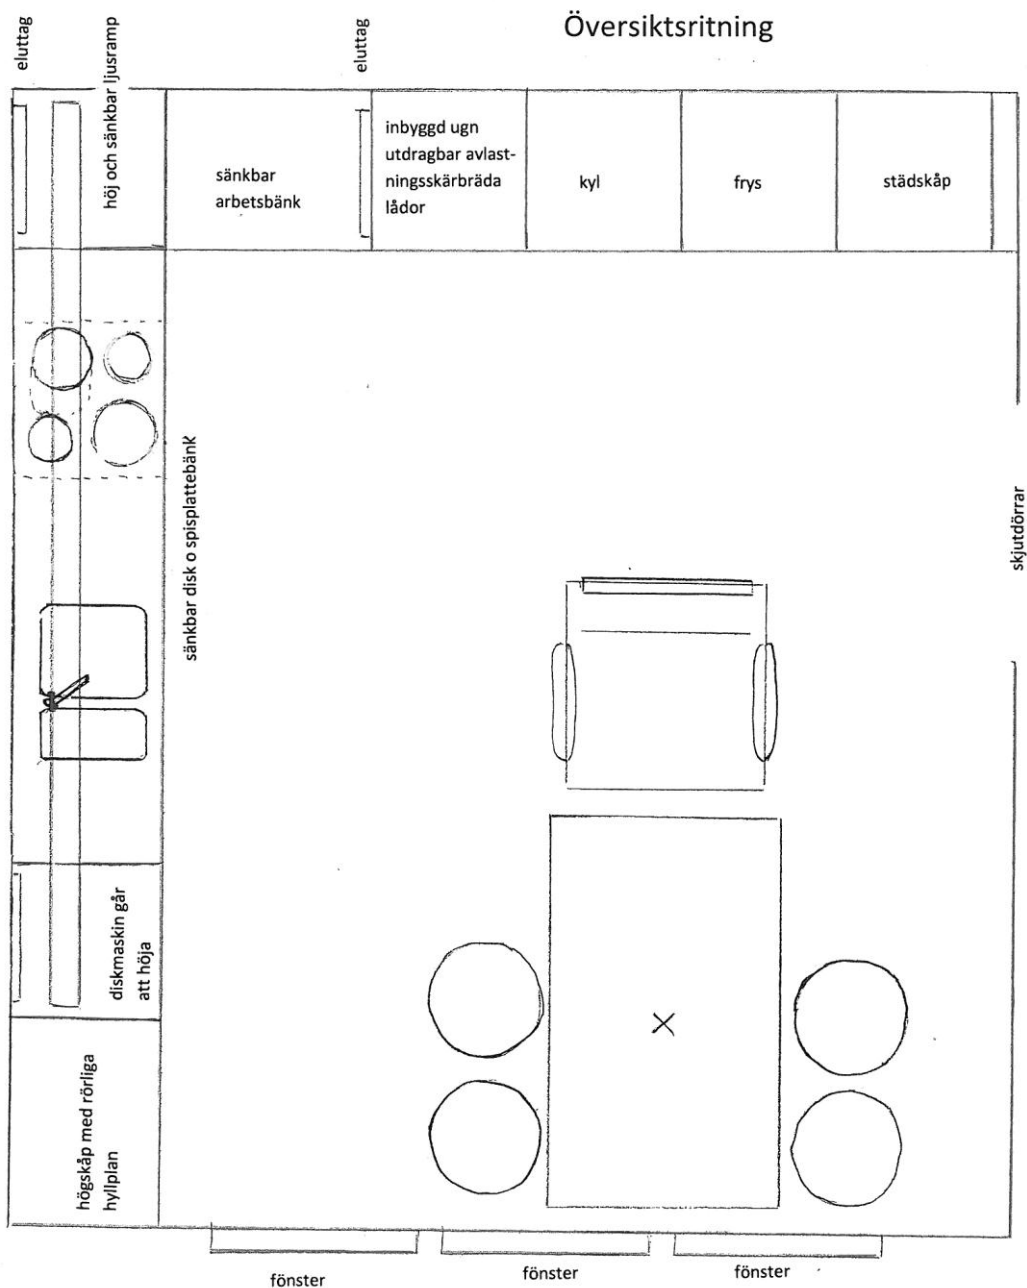 Översiktsritning
eluttag
höj och sänkbar ljusramp
eluttag
sänkbar
arbetsbänk
inbyggd ugn
utdragbar avlast-
ningsskärbräda
lådor
kyl
frys
städskåp
sänkbar disk o spisplattebänk
skjutdörrar
diskmaskin går
att höja
högskåp med rörliga
hyllplan
fönster
fönster
fönster